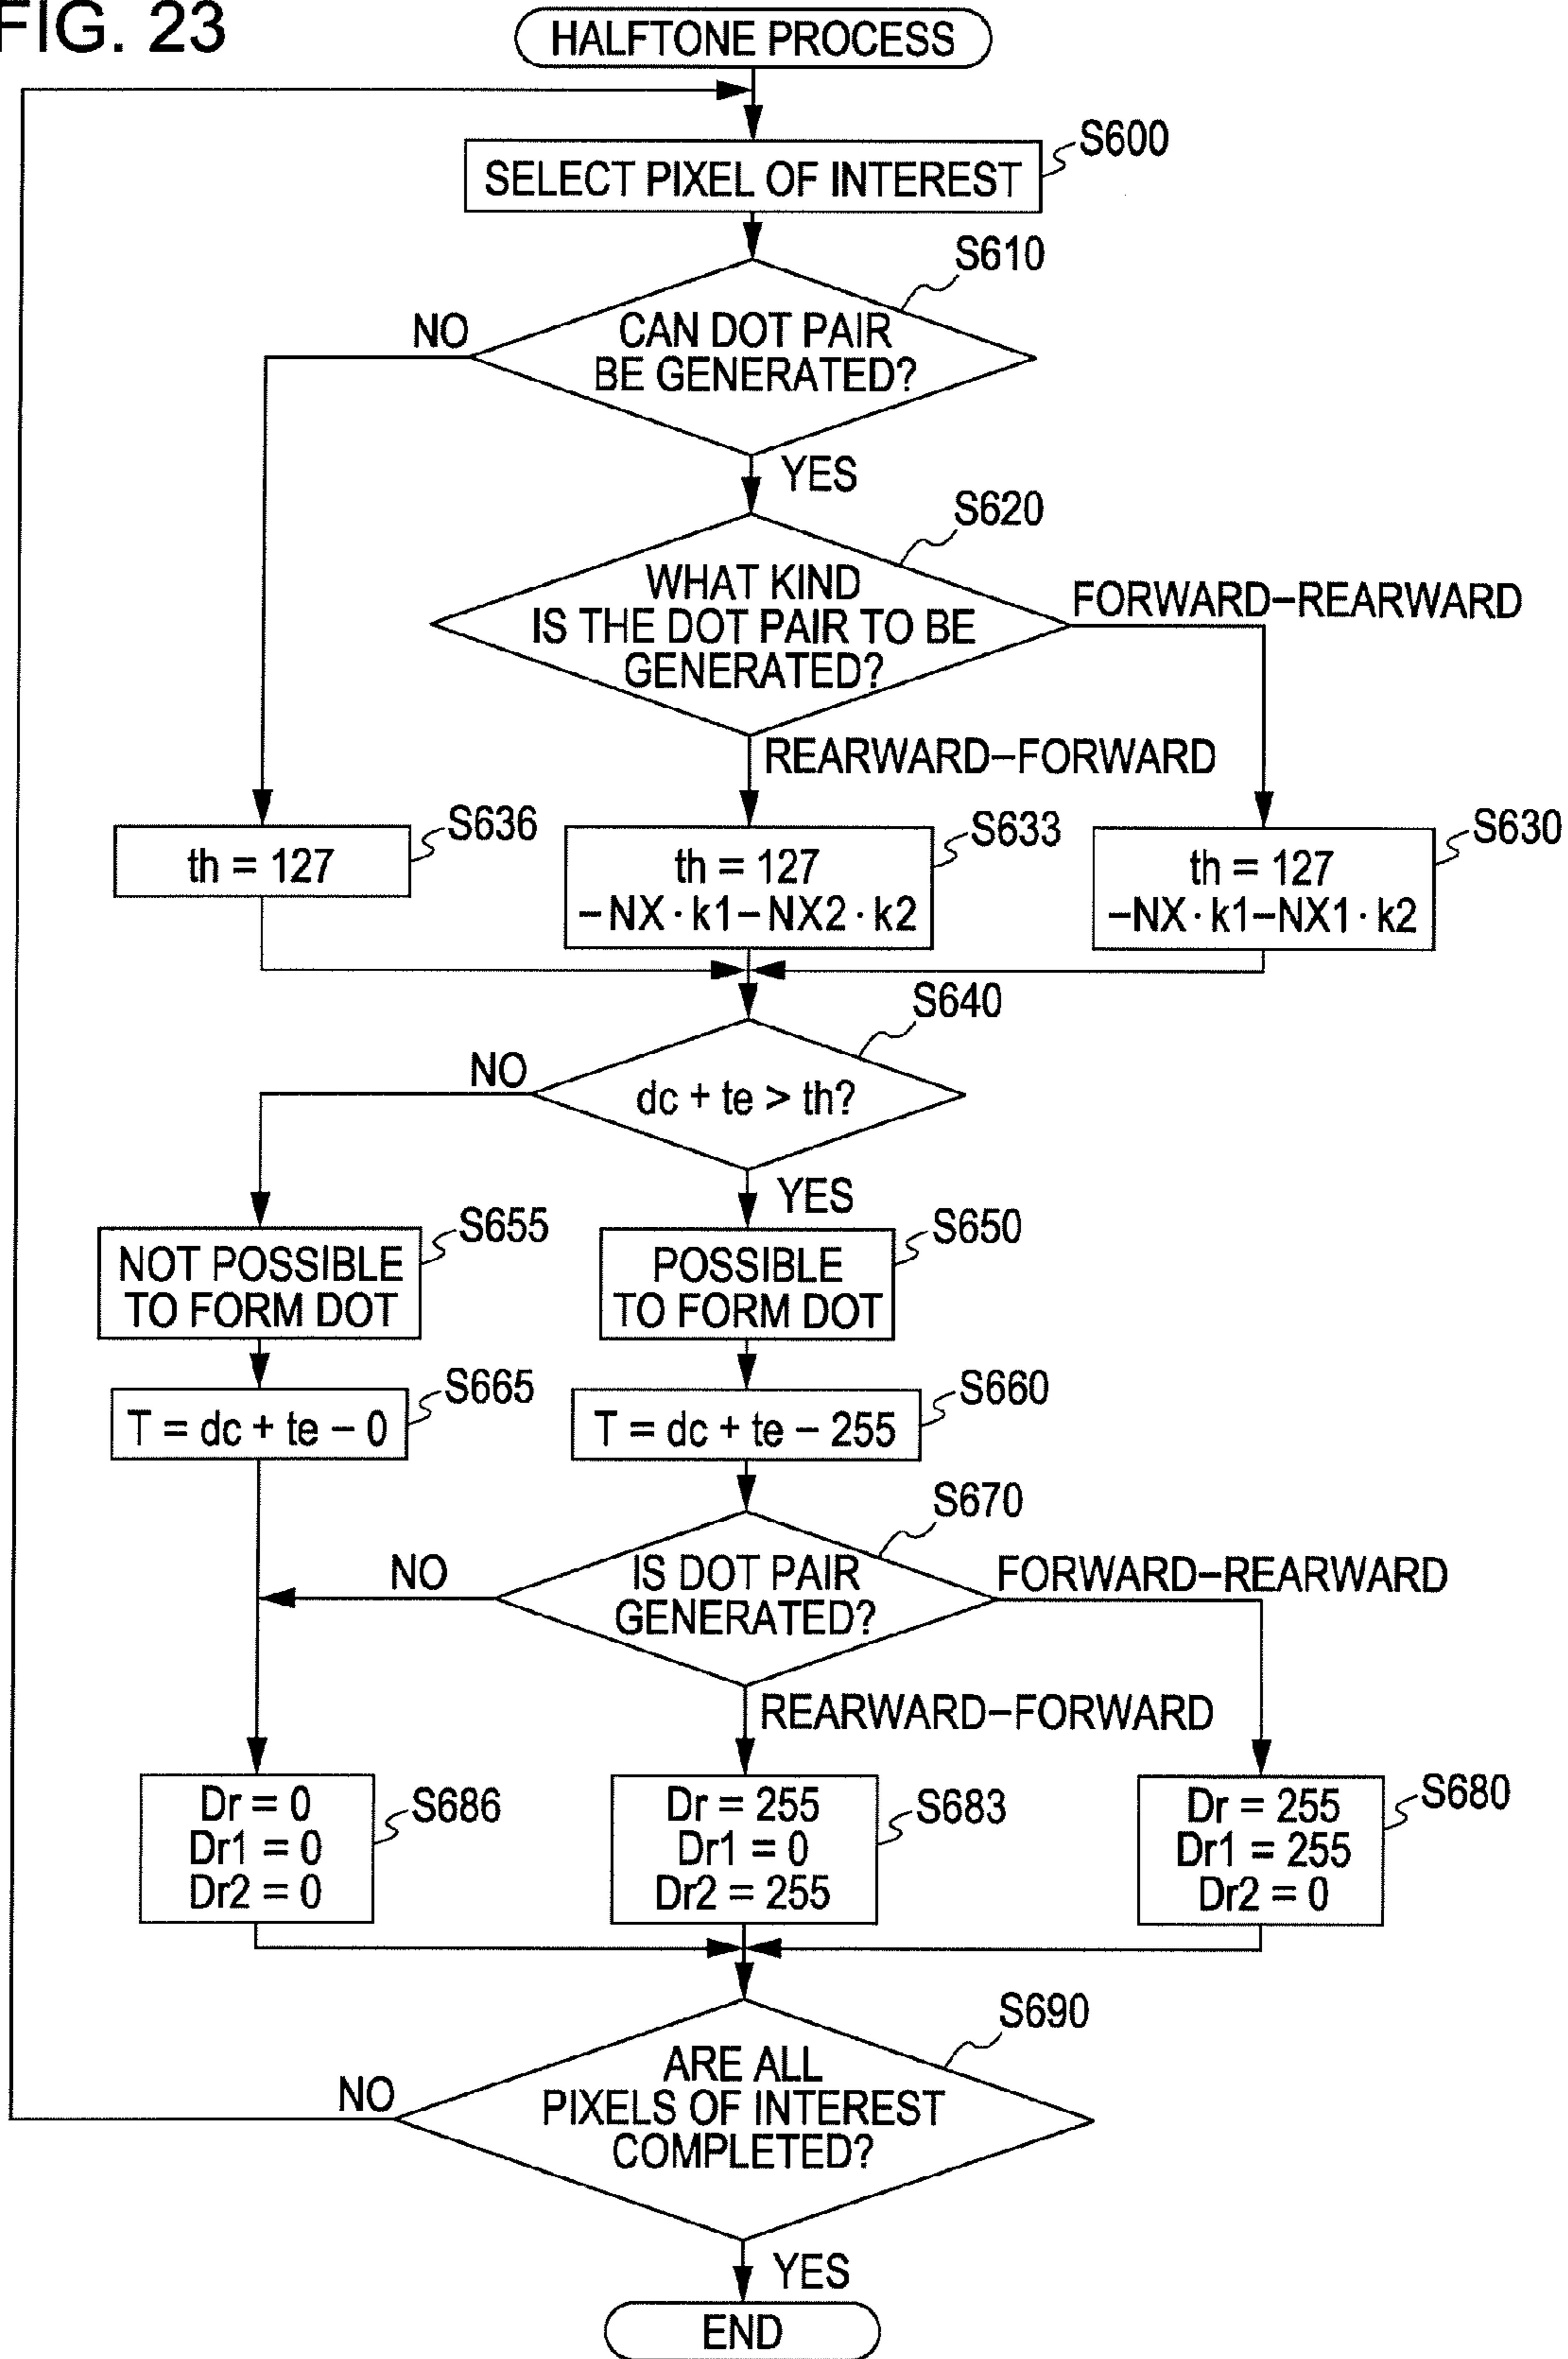 FIG. 23
HALFTONE PROCESS
S600
SELECT PIXEL OF INTEREST
S610
NO
CAN DOT PAIR
BE GENERATED?
YES
S620
WHAT KIND
IS THE DOT PAIR TO BE
GENERATED?
FORWARD–REARWARD
REARWARD–FORWARD
S636
th = 127
S633
th = 127
–NX · k1–NX2 · k2
S630
th = 127
–NX · k1–NX1 · k2
S640
NO
dc + te > th?
YES
S655
NOT POSSIBLE
TO FORM DOT
S650
POSSIBLE
TO FORM DOT
S665
T = dc + te – 0
S660
T = dc + te – 255
S670
NO
IS DOT PAIR
GENERATED?
FORWARD–REARWARD
REARWARD–FORWARD
Dr = 0
Dr1 = 0
Dr2 = 0
S686
Dr = 255
Dr1 = 0
Dr2 = 255
S683
Dr = 255
Dr1 = 255
Dr2 = 0
S680
S690
NO
ARE ALL
PIXELS OF INTEREST
COMPLETED?
YES
END